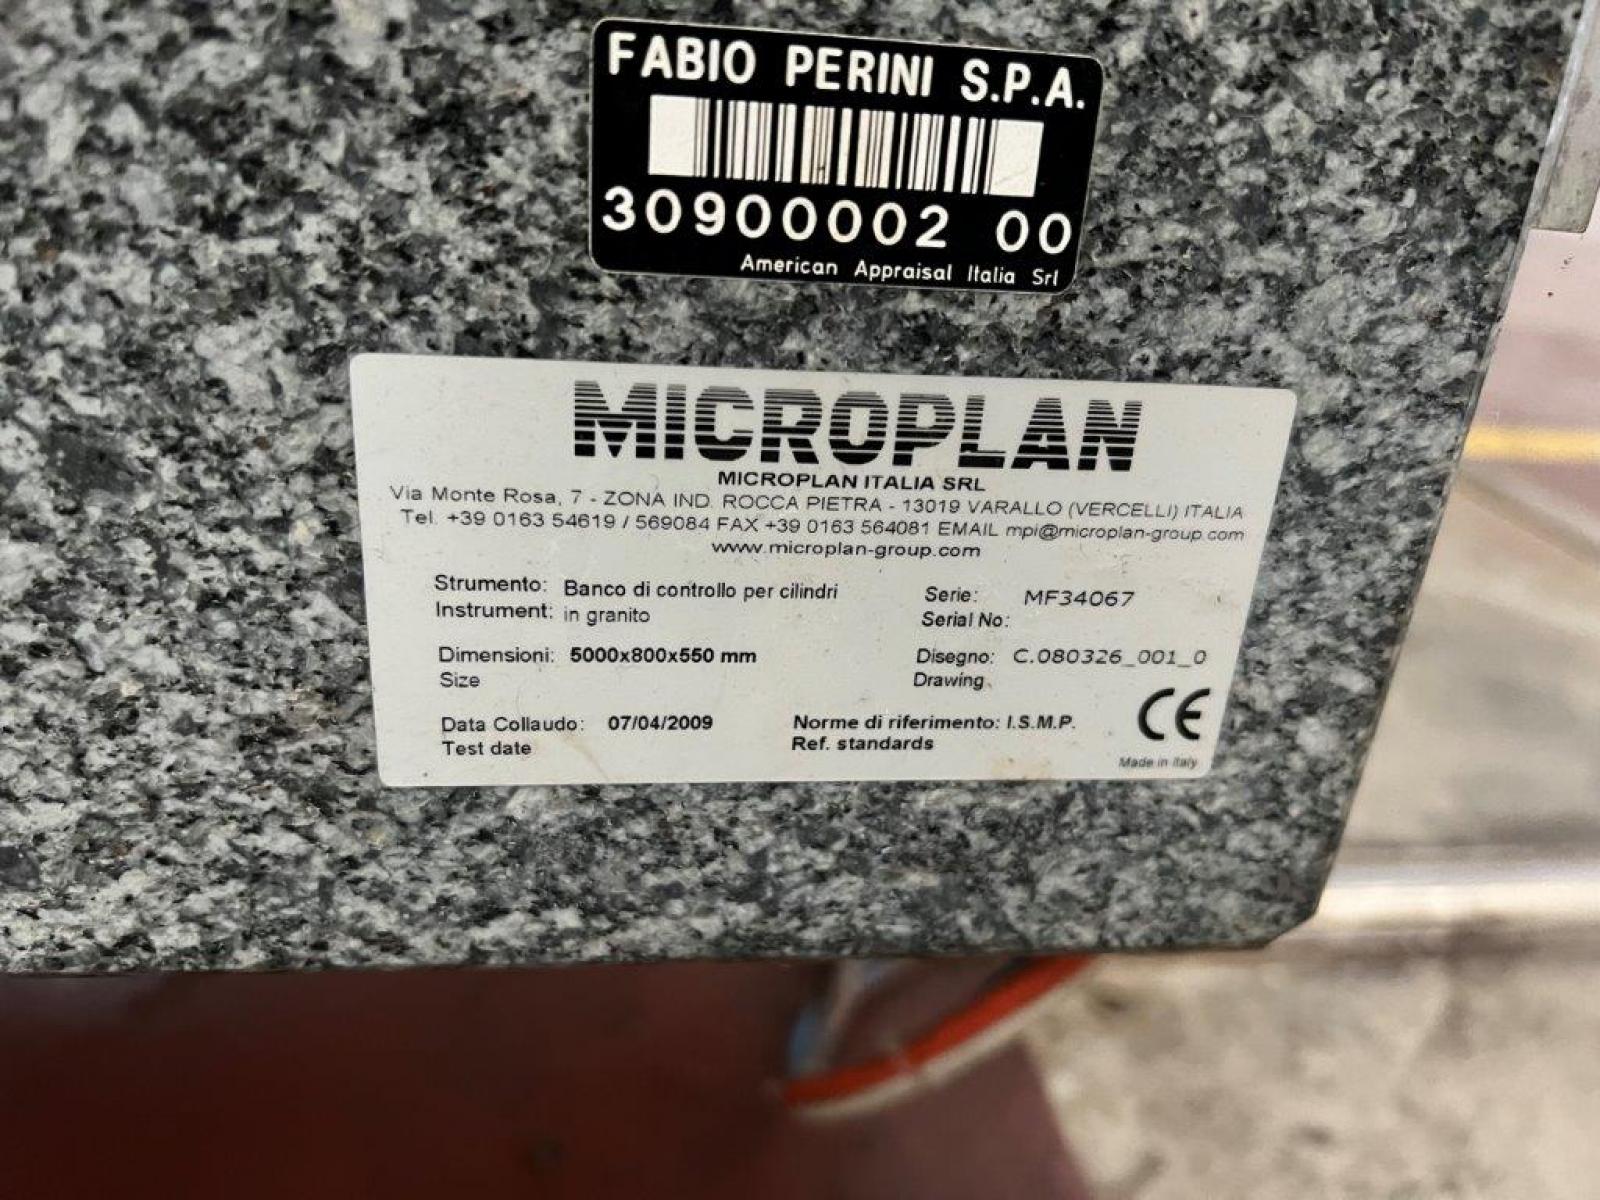 FABIO PERINI S.P.A.
30900002 00
American Appraisal Italia Srl
MICROPLAN
MICROPLAN ITALIA SRL
Via Monte Rosa, 7 - ZONA IND. ROCCA PIETRA - 13019 VARALLO (VERCELLI) ITALIA
Tel. +39 0163 54619 / 569084 FAX +39 0163 564081 EMAIL mpi@microplan-group.com
www.microplan-group.com
Strumento: Banco di controllo per cilindri Serie: MF34067
Instrument: in granito Serial No:
Dimensioni: 5000x800x550 mm Disegno: C.080326_001_0
Size Drawing
Data Collaudo: 07/04/2009 Norme di riferimento: I.S.M.P. CE
Test date Ref. standards
Made in Italy